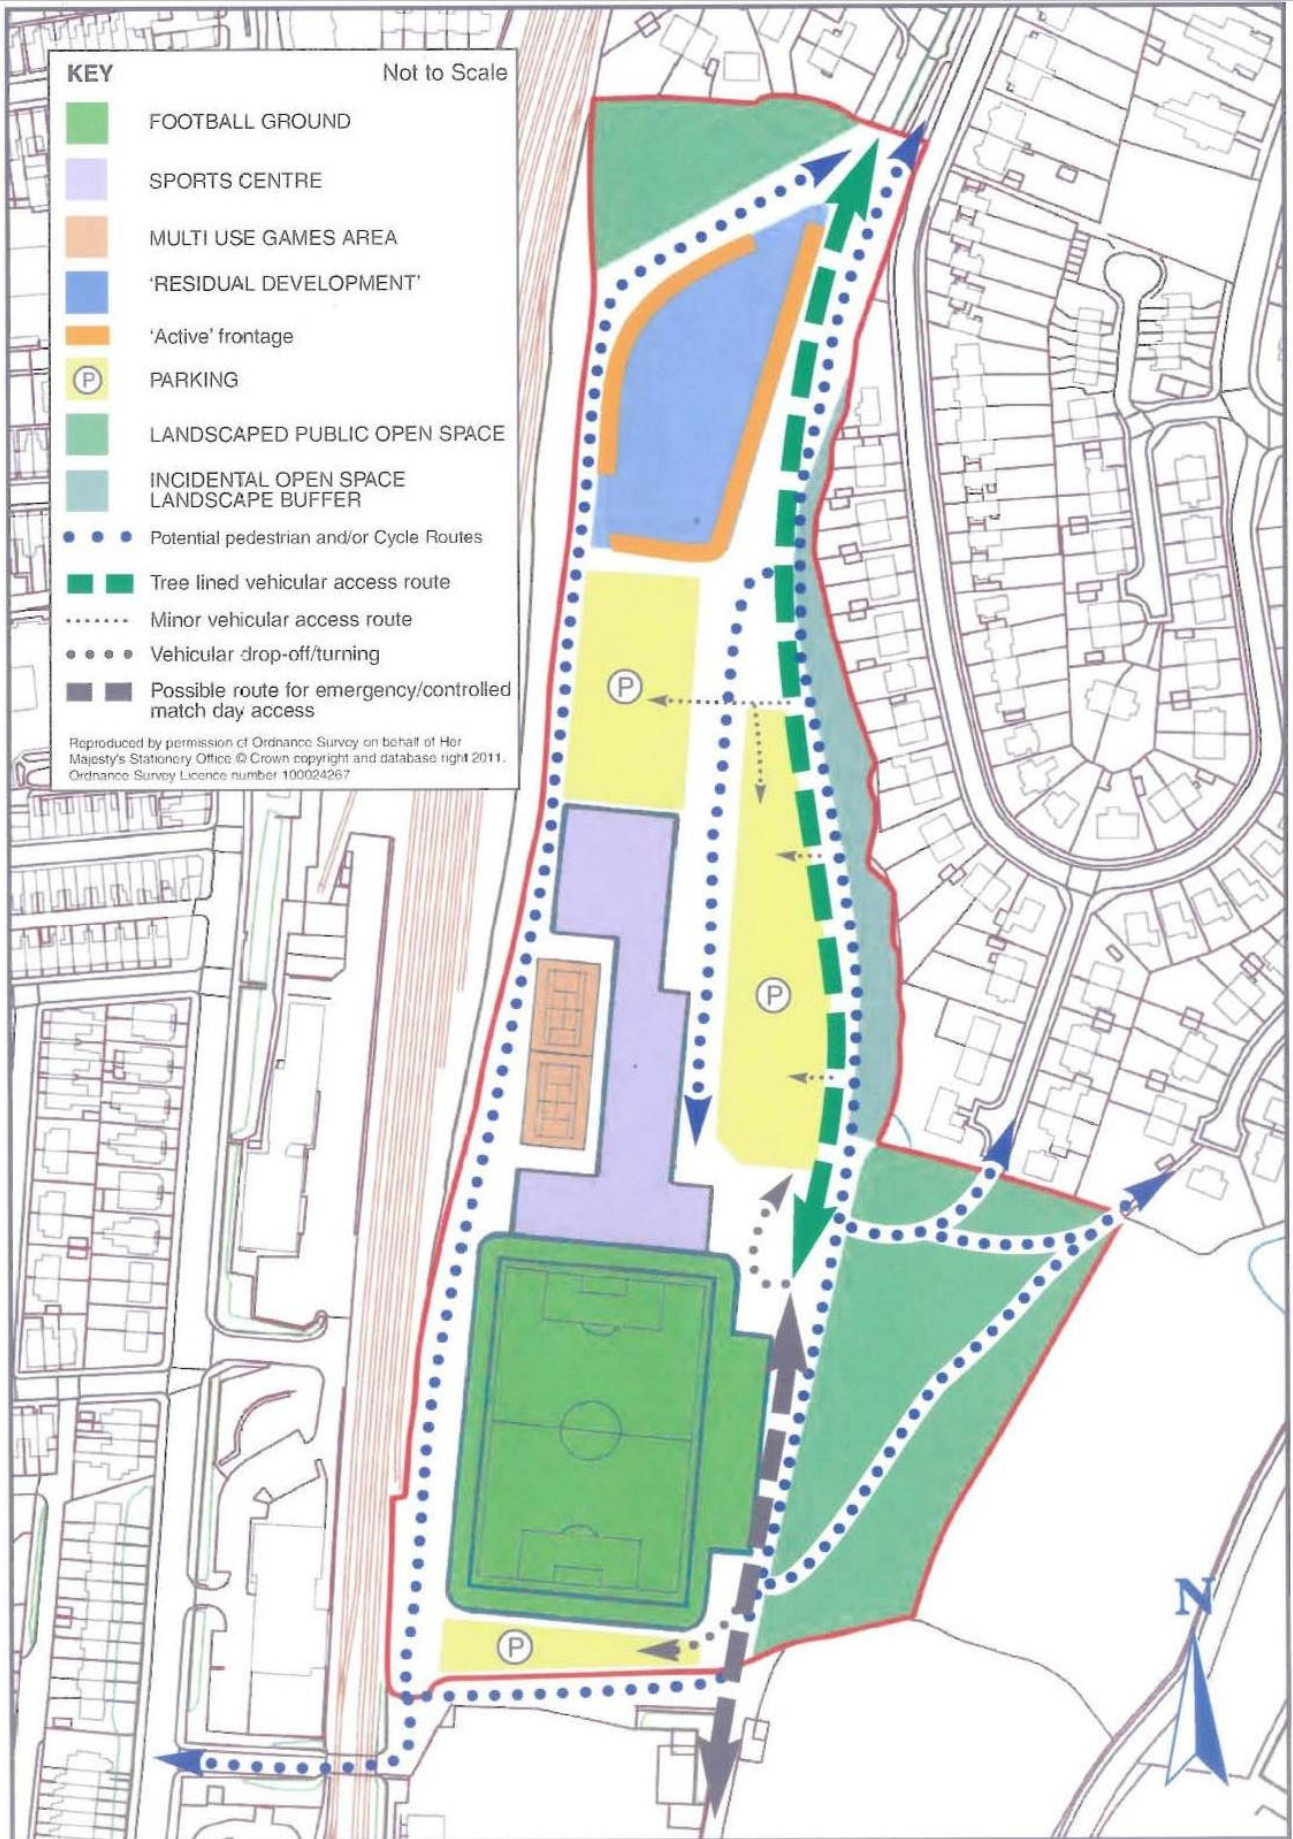 KEY Not to Scale
FOOTBALL GROUND
SPORTS CENTRE
MULTI USE GAMES AREA
'RESIDUAL DEVELOPMENT'
'Active' frontage
P PARKING
LANDSCAPED PUBLIC OPEN SPACE
INCIDENTAL OPEN SPACE
LANDSCAPE BUFFER
Potential pedestrian and/or Cycle Routes
Tree lined vehicular access route
Minor vehicular access route
Vehicular drop-off/turning
Possible route for emergency/controlled
match day access
Reproduced by permission of Ordnance Survey on behalf of Her
Majesty's Stationery Office © Crown copyright and database right 2011.
Ordnance Survey Licence number 100024267
P
P
P
N